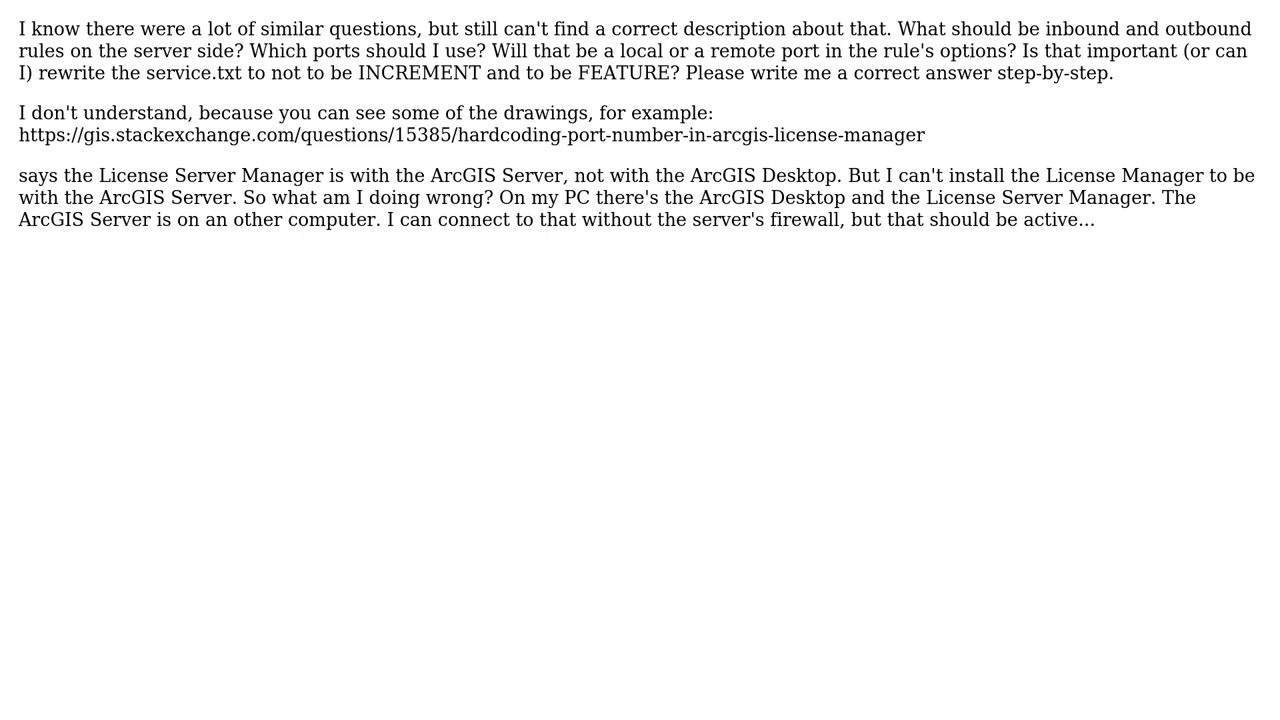 I know there were a lot of similar questions, but still can't find a correct description about that. What should be inbound and outbound
rules on the server side? Which ports should I use? Will that be a local or a remote port in the rule's options? Is that important (or can
I) rewrite the service.txt to not to be INCREMENT and to be FEATURE? Please write me a correct answer step-by-step.
I don't understand, because you can see some of the drawings, for example:
https://gis.stackexchange.com/questions/15385/hardcoding-port-number-in-arcgis-license-manager
says the License Server Manager is with the ArcGIS Server, not with the ArcGIS Desktop. But I can't install the License Manager to be
with the ArcGIS Server. So what am I doing wrong? On my PC there's the ArcGIS Desktop and the License Server Manager. The
ArcGIS Server is on an other computer. I can connect to that without the server's firewall, but that should be active...